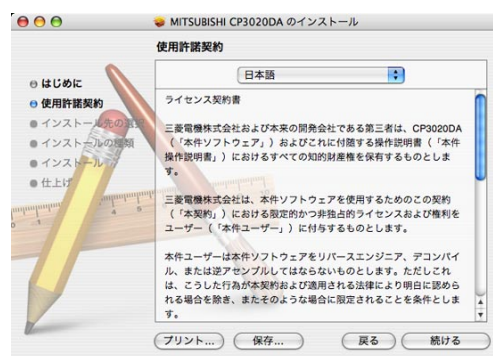 MITSUBISHI CP3020DA のインストール
使用許諾契約
日本語
はじめに
使用許諾契約
インストール先の選択
インストールの種類
インストール
仕上げ
ライセンス契約書
三菱電機株式会社および本来の開発会社である第三者は、CP3020DA
（「本件ソフトウェア」）およびこれに付随する操作説明書（「本件
操作説明書」）におけるすべての知的財産権を保有するものとしま
す。
三菱電機株式会社は、本件ソフトウェアを使用するためのこの契約
（「本契約」）における限定的かつ非独占的ライセンスおよび権利を
ユーザー（「本件ユーザー」）に付与するものとします。
本件ユーザーは本件ソフトウェアをリバースエンジニア、デコンパイ
ル、または逆アセンブルしてはならないものとします。ただしこれ
は、こうした行為が本契約および適用される法律により明白に認めら
れる場合を除き、またそのような場合に限定されることを条件としま
す。
プリント... 保存... 戻る 続ける